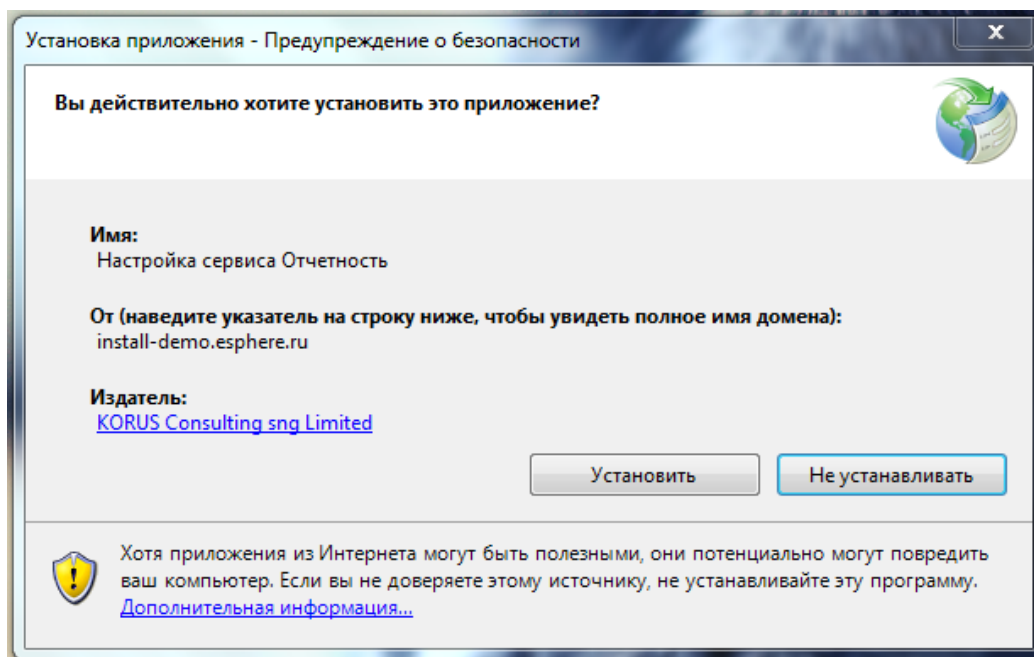 Установка приложения - Предупреждение о безопасности
Вы действительно хотите установить это приложение?
Имя:
Настройка сервиса Отчетность
От (наведите указатель на строку ниже, чтобы увидеть полное имя домена):
install-demo.esphere.ru
Издатель:
KORUS Consulting sng Limited
Установить
Не устанавливать
Хотя приложения из Интернета могут быть полезными, они потенциально могут повредить
ваш компьютер. Если вы не доверяете этому источнику, не устанавливайте эту программу.
Дополнительная информация...